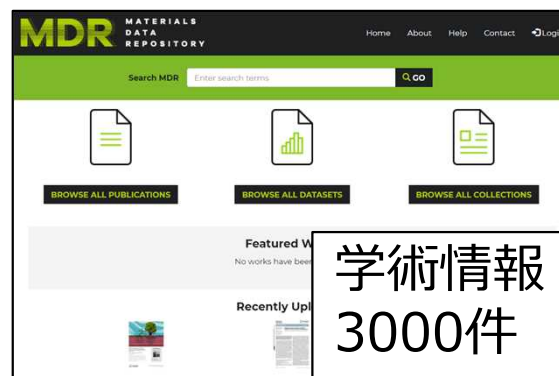 MDR MATERIALS
DATA
REPOSITORY
Home About Help Contact Logi
Search MDR Enter search terms GO
BROWSE ALL PUBLICATIONS BROWSE ALL DATASETS BROWSE ALL COLLECTIONS
Featured W
No works have been
Recently Upl
学術情報
3000件